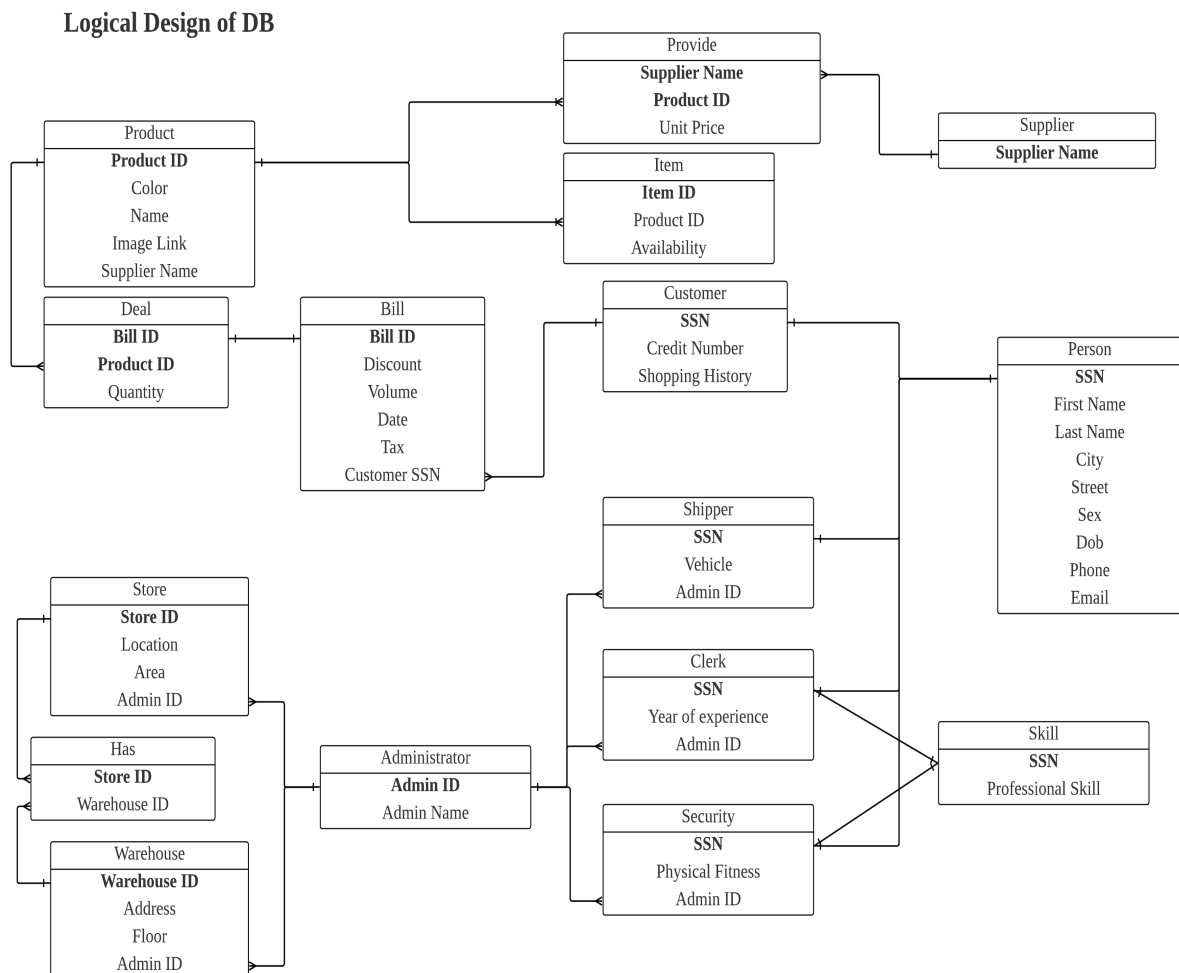 Logical Design of DB
Provide
Supplier Name
Product ID
Unit Price
Supplier
Supplier Name
Product
Product ID
Color
Name
Image Link
Supplier Name
Item
Item ID
Product ID
Availability
Deal
Bill ID
Product ID
Quantity
Bill
Bill ID
Discount
Volume
Date
Tax
Customer SSN
Customer
SSN
Credit Number
Shopping History
Person
SSN
First Name
Last Name
City
Street
Sex
Dob
Phone
Email
Shipper
SSN
Vehicle
Admin ID
Store
Store ID
Location
Area
Admin ID
Clerk
SSN
Year of experience
Admin ID
Skill
SSN
Professional Skill
Has
Store ID
Warehouse ID
Administrator
Admin ID
Admin Name
Security
SSN
Physical Fitness
Admin ID
Warehouse
Warehouse ID
Address
Floor
Admin ID